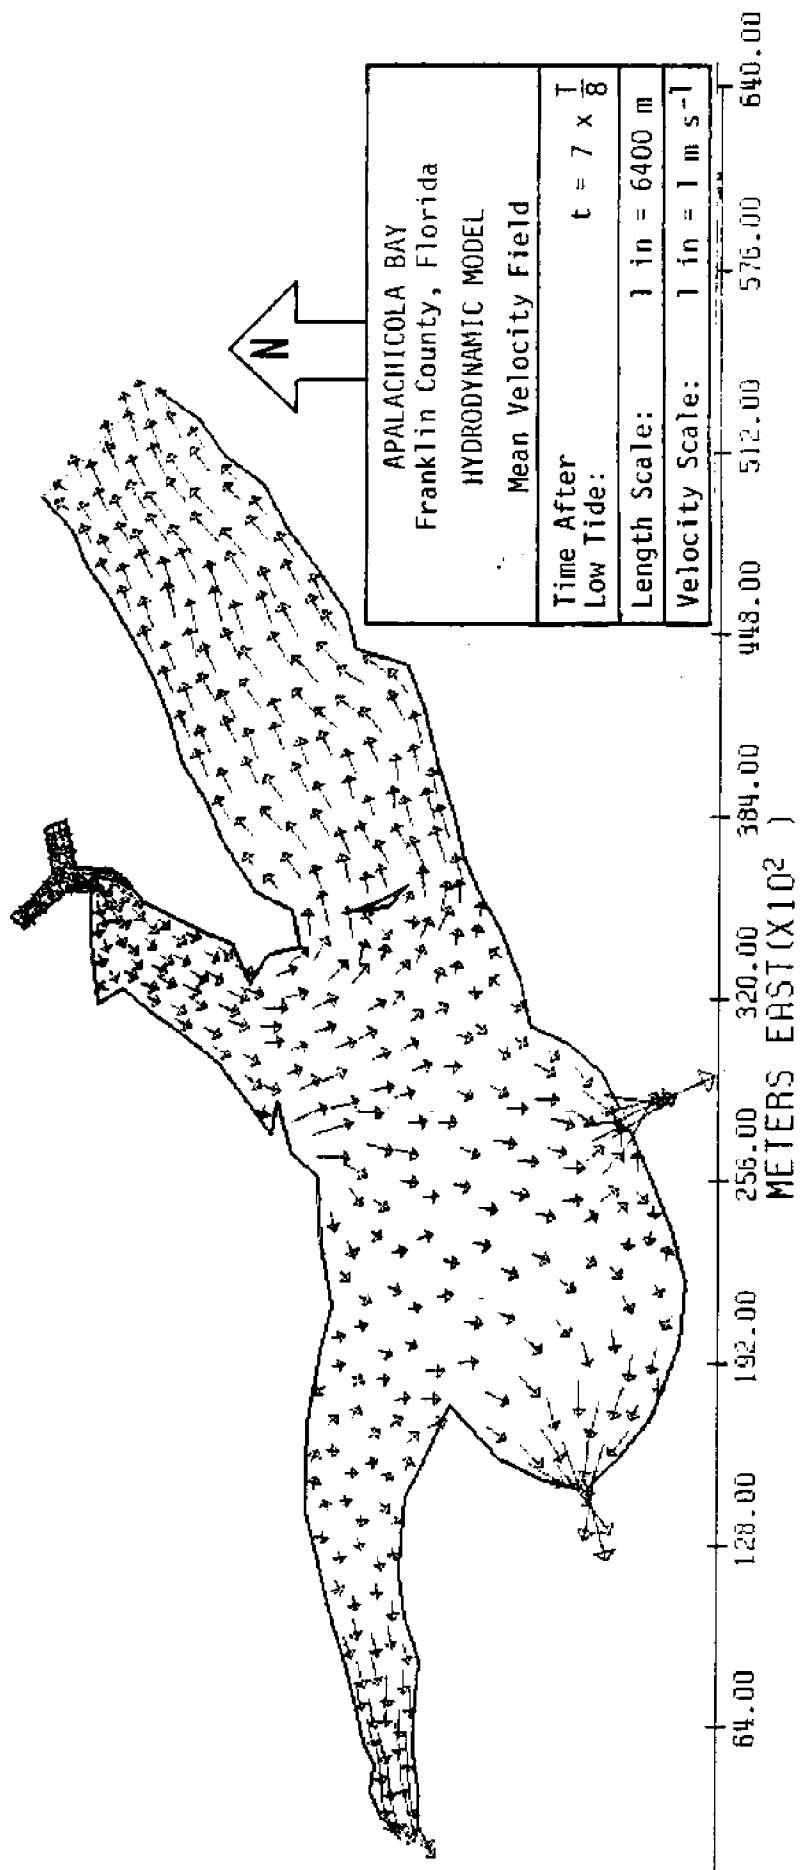 N
APALACHICOLA BAY
Franklin County, Florida
HYDRODYNAMIC MODEL
Mean Velocity Field
Time After
Low Tide: t = 7 x T/8
Length Scale: 1 in = 6400 m
Velocity Scale: 1 in = 1 m s-1
64.00 128.00 192.00 256.00 320.00 384.00 448.00 512.00 576.00 640.00
METERS EAST(X10²)